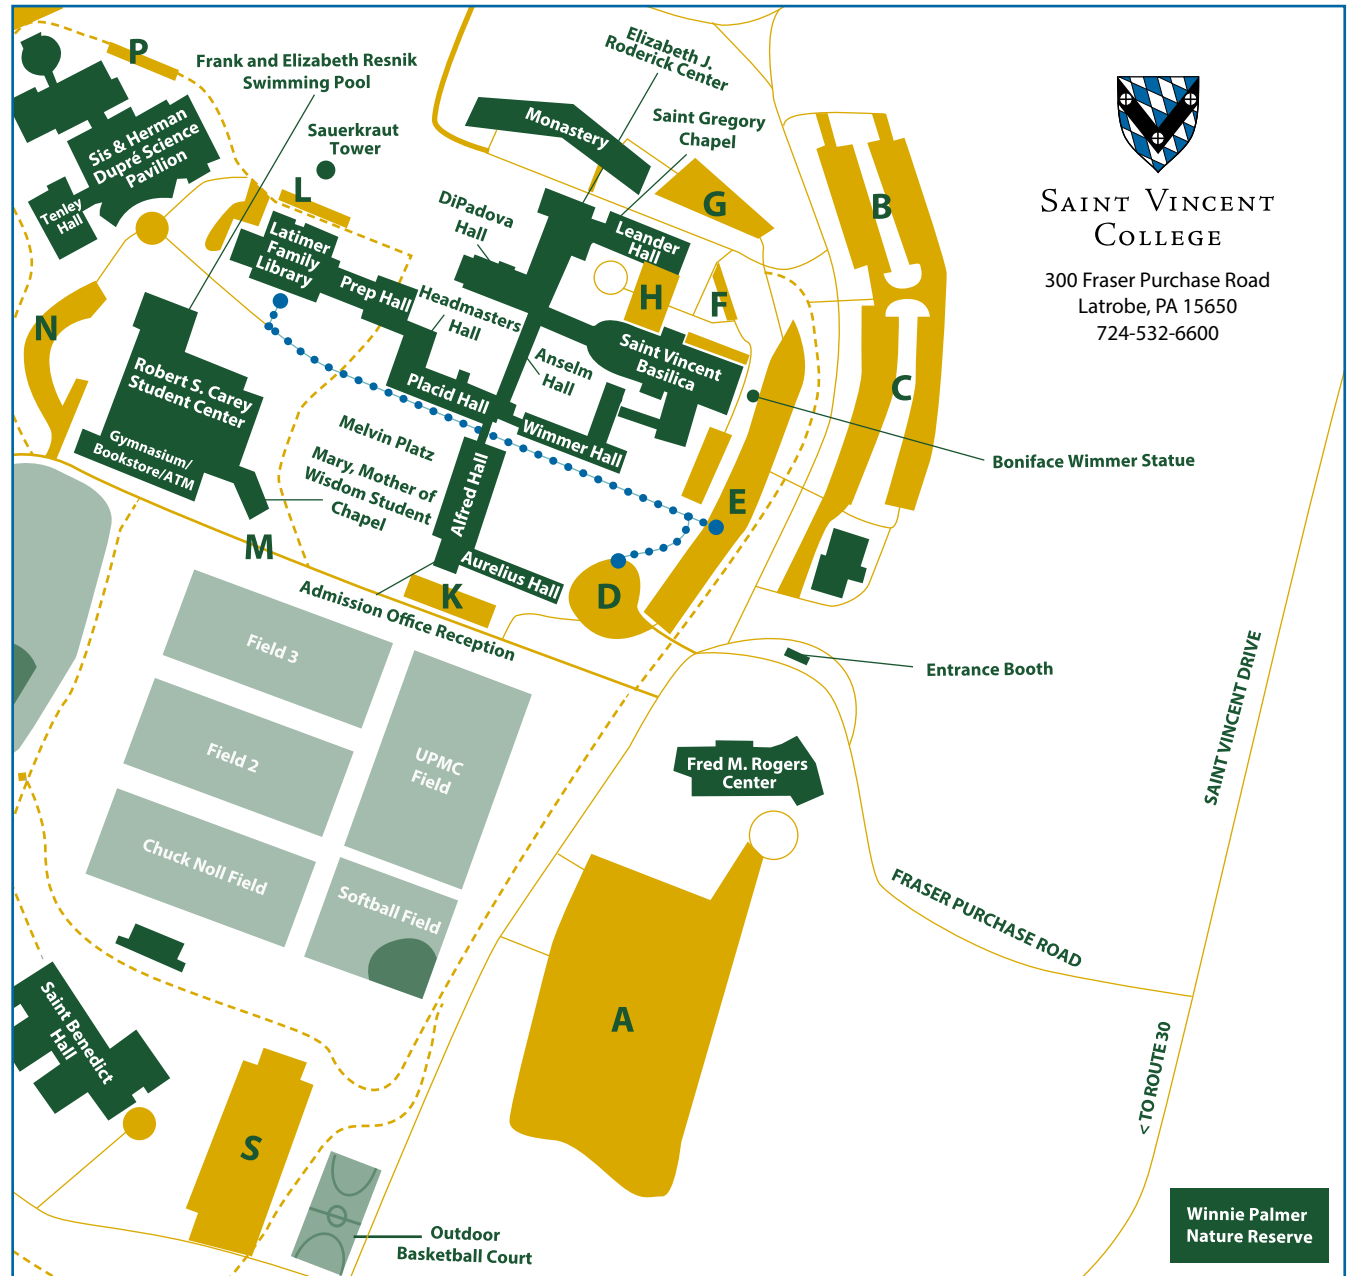 P
Frank and Elizabeth Resnik
Swimming Pool
Elizabeth J.
Roderick Center
Sauerkraut
Tower
Monastery
Saint Gregory
Chapel
Sis & Herman
Dupré Science
Pavilion
Tenley
Hall
L
DiPadova
Hall
G
B
SAINT VINCENT
COLLEGE
300 Fraser Purchase Road
Latrobe, PA 15650
724-532-6600
Latimer
Family
Library
Leander
Hall
Prep Hall
Headmasters
Hall
H
F
N
Anselm
Hall
Saint Vincent
Basilica
Robert S. Carey
Student Center
Placid Hall
C
Gymnasium/
Bookstore/ATM
Melvin Platz
Wimmer Hall
Boniface Wimmer Statue
Mary, Mother of
Wisdom Student
Chapel
Alfred Hall
E
M
Aurelius Hall
D
K
Admission Office Reception
Field 3
Entrance Booth
Field 2
UPMC
Field
Fred M. Rogers
Center
SAINT VINCENT DRIVE
Chuck Noll Field
Softball Field
FRASER PURCHASE ROAD
A
Saint Benedict
Hall
< TO ROUTE 30
S
Outdoor
Basketball Court
Winnie Palmer
Nature Reserve